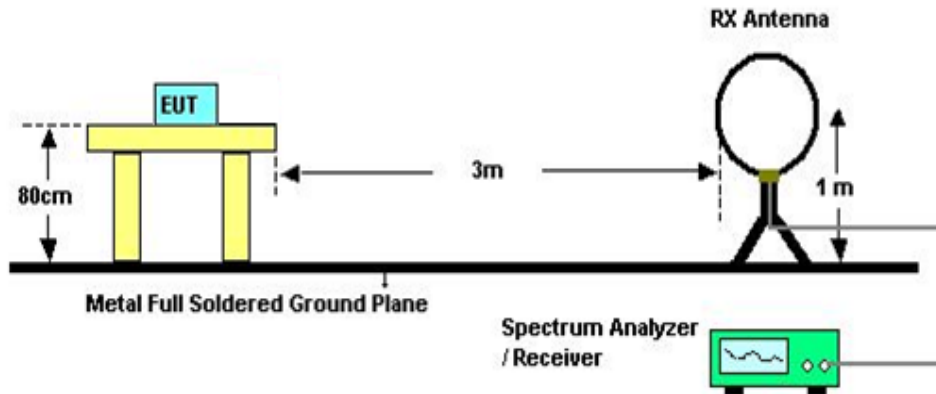 RX Antenna
EUT
3m
80cm
1 m
Metal Full Soldered Ground Plane
Spectrum Analyzer
/ Receiver